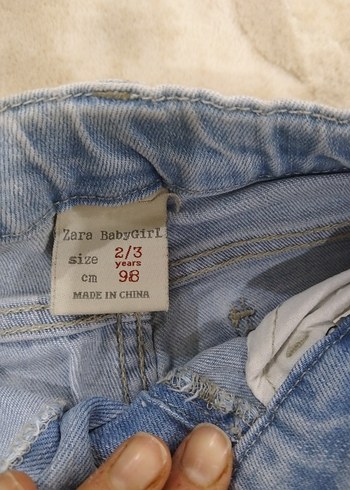 Zara BabyGirl
size 2/3
years
cm 98
MADE IN CHINA